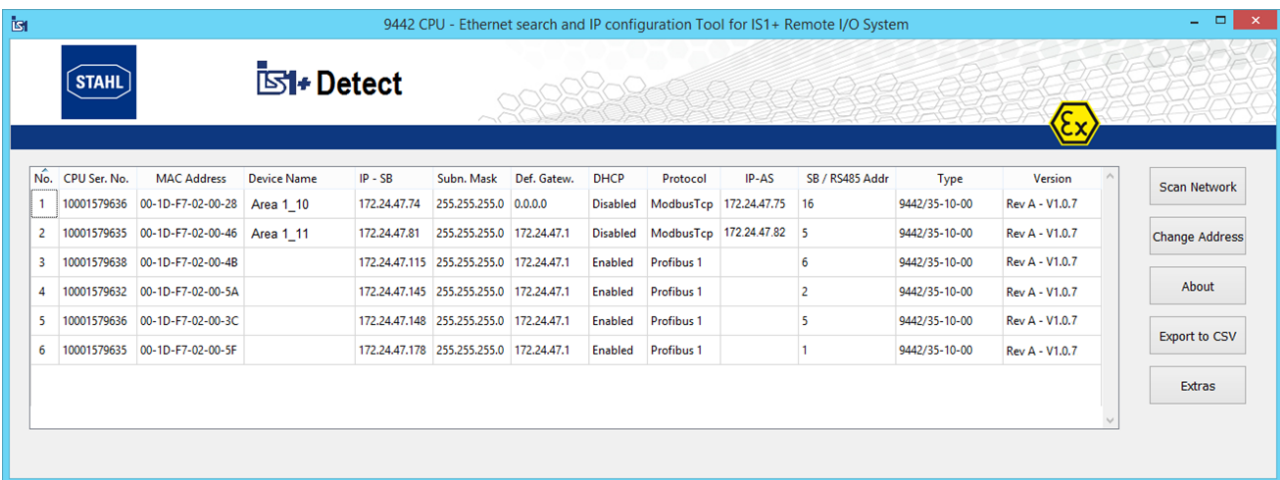 9442 CPU - Ethernet search and IP configuration Tool for IS1+ Remote I/O System
STAHL
IS1+ Detect
Ex
No. CPU Ser. No. MAC Address Device Name IP - SB Subn. Mask Def. Gatew. DHCP Protocol IP-AS SB / RS485 Addr Type Version
1 10001579636 00-1D-F7-02-00-28 Area 1_10 172.24.47.74 255.255.255.0 0.0.0.0 Disabled ModbusTcp 172.24.47.75 16 9442/35-10-00 Rev A - V1.0.7
2 10001579635 00-1D-F7-02-00-46 Area 1_11 172.24.47.81 255.255.255.0 172.24.47.1 Disabled ModbusTcp 172.24.47.82 5 9442/35-10-00 Rev A - V1.0.7
3 10001579638 00-1D-F7-02-00-4B 172.24.47.115 255.255.255.0 172.24.47.1 Enabled Profibus 1 6 9442/35-10-00 Rev A - V1.0.7
4 10001579632 00-1D-F7-02-00-5A 172.24.47.145 255.255.255.0 172.24.47.1 Enabled Profibus 1 2 9442/35-10-00 Rev A - V1.0.7
5 10001579636 00-1D-F7-02-00-3C 172.24.47.148 255.255.255.0 172.24.47.1 Enabled Profibus 1 5 9442/35-10-00 Rev A - V1.0.7
6 10001579635 00-1D-F7-02-00-5F 172.24.47.178 255.255.255.0 172.24.47.1 Enabled Profibus 1 1 9442/35-10-00 Rev A - V1.0.7
Scan Network
Change Address
About
Export to CSV
Extras